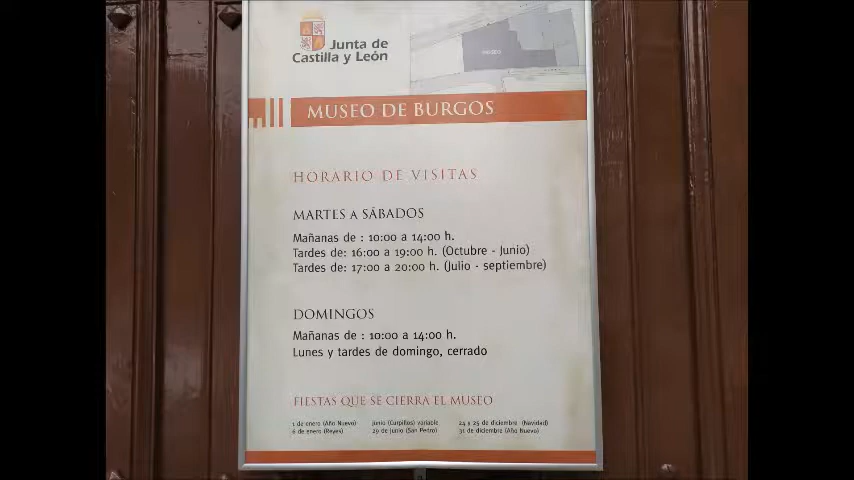 Junta de
Castilla y León
MUSEO
MUSEO DE BURGOS
HORARIO DE VISITAS
MARTES A SÁBADOS
Mañanas de : 10:00 a 14:00 h.
Tardes de: 16:00 a 19:00 h. (Octubre - Junio)
Tardes de: 17:00 a 20:00 h. (Julio - septiembre)
DOMINGOS
Mañanas de : 10:00 a 14:00 h.
Lunes y tardes de domingo, cerrado
FIESTAS QUE SE CIERRA EL MUSEO
1 de enero (Año Nuevo)
6 de enero (Reyes)
Junio (Curpillos) variable
29 de junio (San Pedro)
24 y 25 de diciembre (Navidad)
31 de diciembre (Año Nuevo)